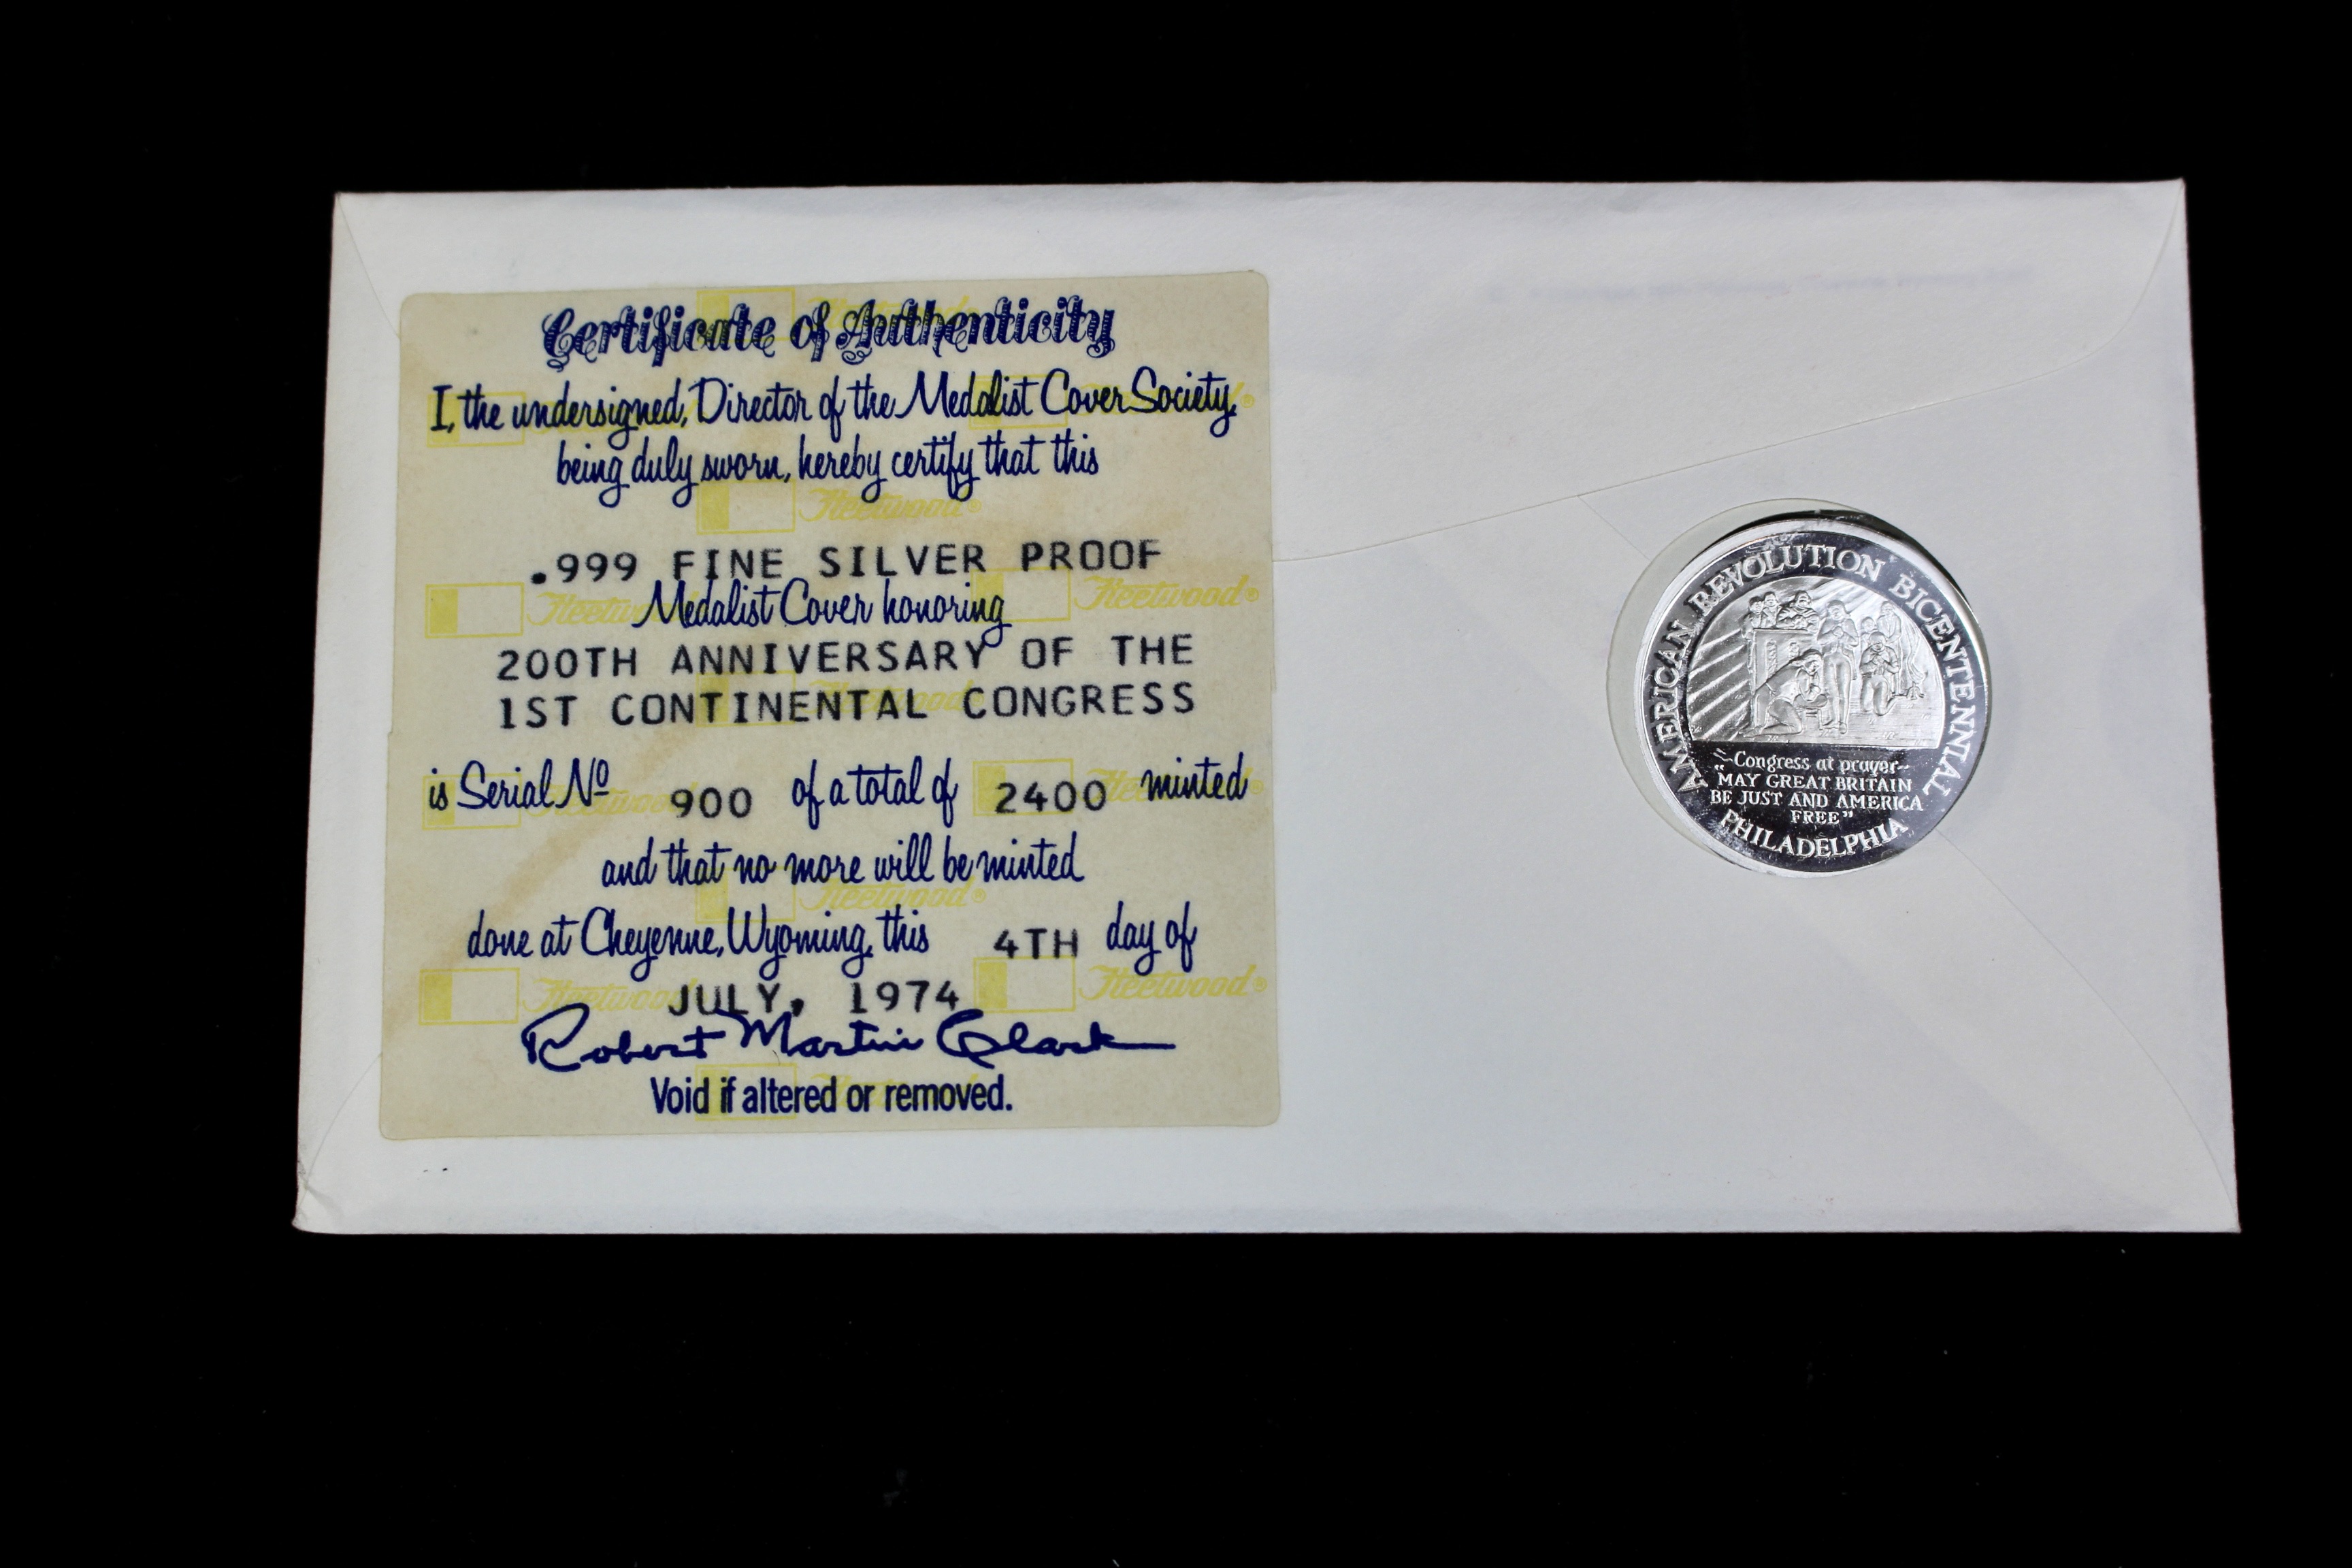 Certificate of Authenticity
I, the undersigned, Director of the Medalist Cover Society,
being duly sworn, hereby certify that this
.999 FINE SILVER PROOF
Medalist Cover honoring
200TH ANNIVERSARY OF THE
1ST CONTINENTAL CONGRESS
is Serial Nº 900 of a total of 2400 minted
and that no more will be minted
done at Cheyenne, Wyoming, this 4TH day of
JULY, 1974
Robert Martin Clark
Void if altered or removed.
Fleetwood®
AMERICAN REVOLUTION BICENTENNIAL
"Congress at prayer--
MAY GREAT BRITAIN
BE JUST AND AMERICA
FREE"
PHILADELPHIA